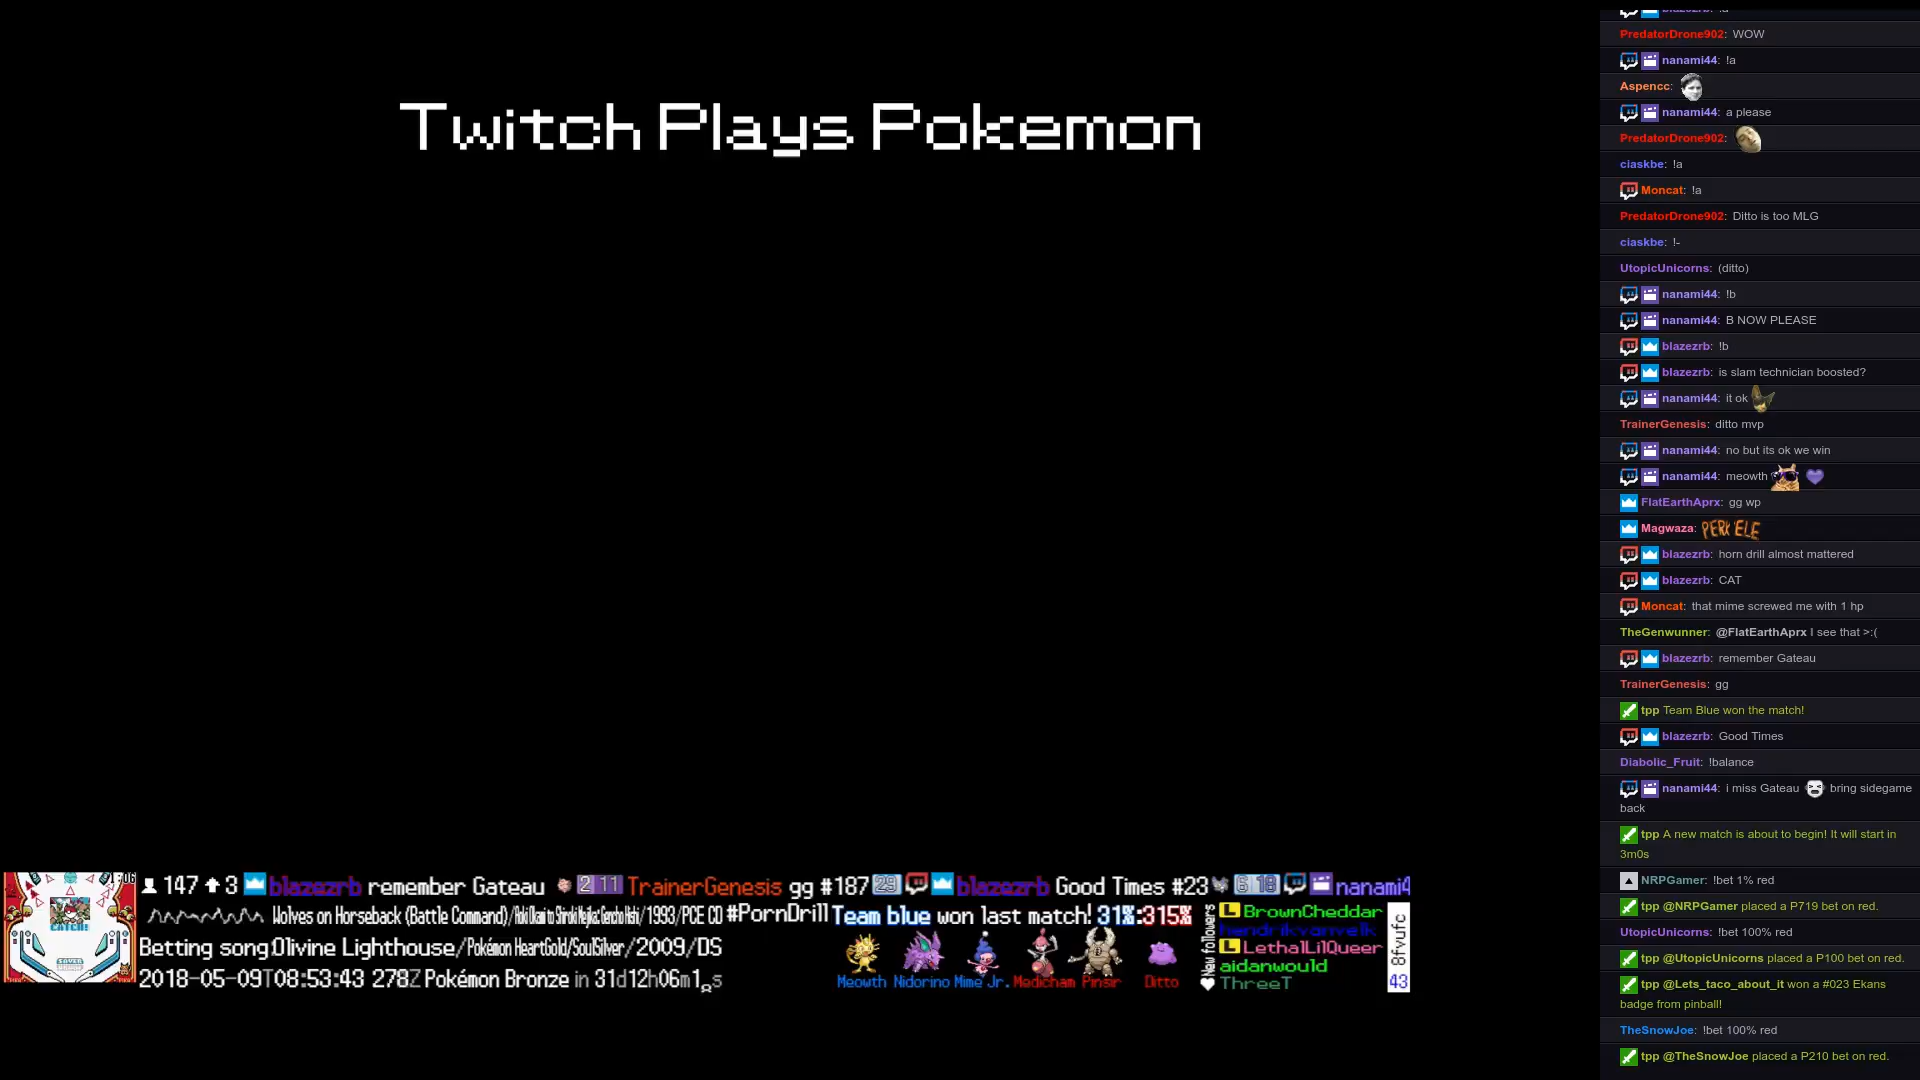 Twitch Plays Pokemon
PredatorDrone902: WOW
nanami44: !a
Aspencc:
nanami44: a please
PredatorDrone902:
ciaskbe: !a
Moncat: !a
PredatorDrone902: Ditto is too MLG
ciaskbe: !-
UtopicUnicorns: (ditto)
nanami44: !b
nanami44: B NOW PLEASE
blazezrb: !b
blazezrb: is slam technician boosted?
nanami44: it ok
TrainerGenesis: ditto mvp
nanami44: no but its ok we win
nanami44: meowth
FlatEarthAprx: gg wp
Magwaza: PERKELE
blazezrb: horn drill almost mattered
blazezrb: CAT
Moncat: that mime screwed me with 1 hp
TheGenwunner: @FlatEarthAprx I see that >:(
blazezrb: remember Gateau
TrainerGenesis: gg
tpp Team Blue won the match!
blazezrb: Good Times
Diabolic_Fruit: !balance
nanami44: i miss Gateau bring sidegame
back
tpp A new match is about to begin! It will start in
3m0s
NRPGamer: !bet 1% red
tpp @NRPGamer placed a P719 bet on red.
UtopicUnicorns: !bet 100% red
tpp @UtopicUnicorns placed a P100 bet on red.
tpp @Lets_taco_about_it won a #023 Ekans
badge from pinball!
TheSnowJoe: !bet 100% red
tpp @TheSnowJoe placed a P210 bet on red.
147 3 blazezrb remember Gateau 2 11 TrainerGenesis gg #187 29 blazezrb Good Times #23 6 18 nanami4
Wolves on Horseback (Battle Command)/ /1993/PCE CD #PornDrill Team blue won last match! 31%:315%
Betting song: Olivine Lighthouse/Pokémon HeartGold/SoulSilver/2009/DS
2018-05-09T08:53:43 278Z Pokémon Bronze in 31d12h06m1 s
Meowth Nidorino Mime Jr. Medicham Pinsir Ditto
New followers
L BrownCheddar
hendrikvanvelk
L LethalLilQueer
aidanwould
ThreeT
43 8fvufc
CATCH!